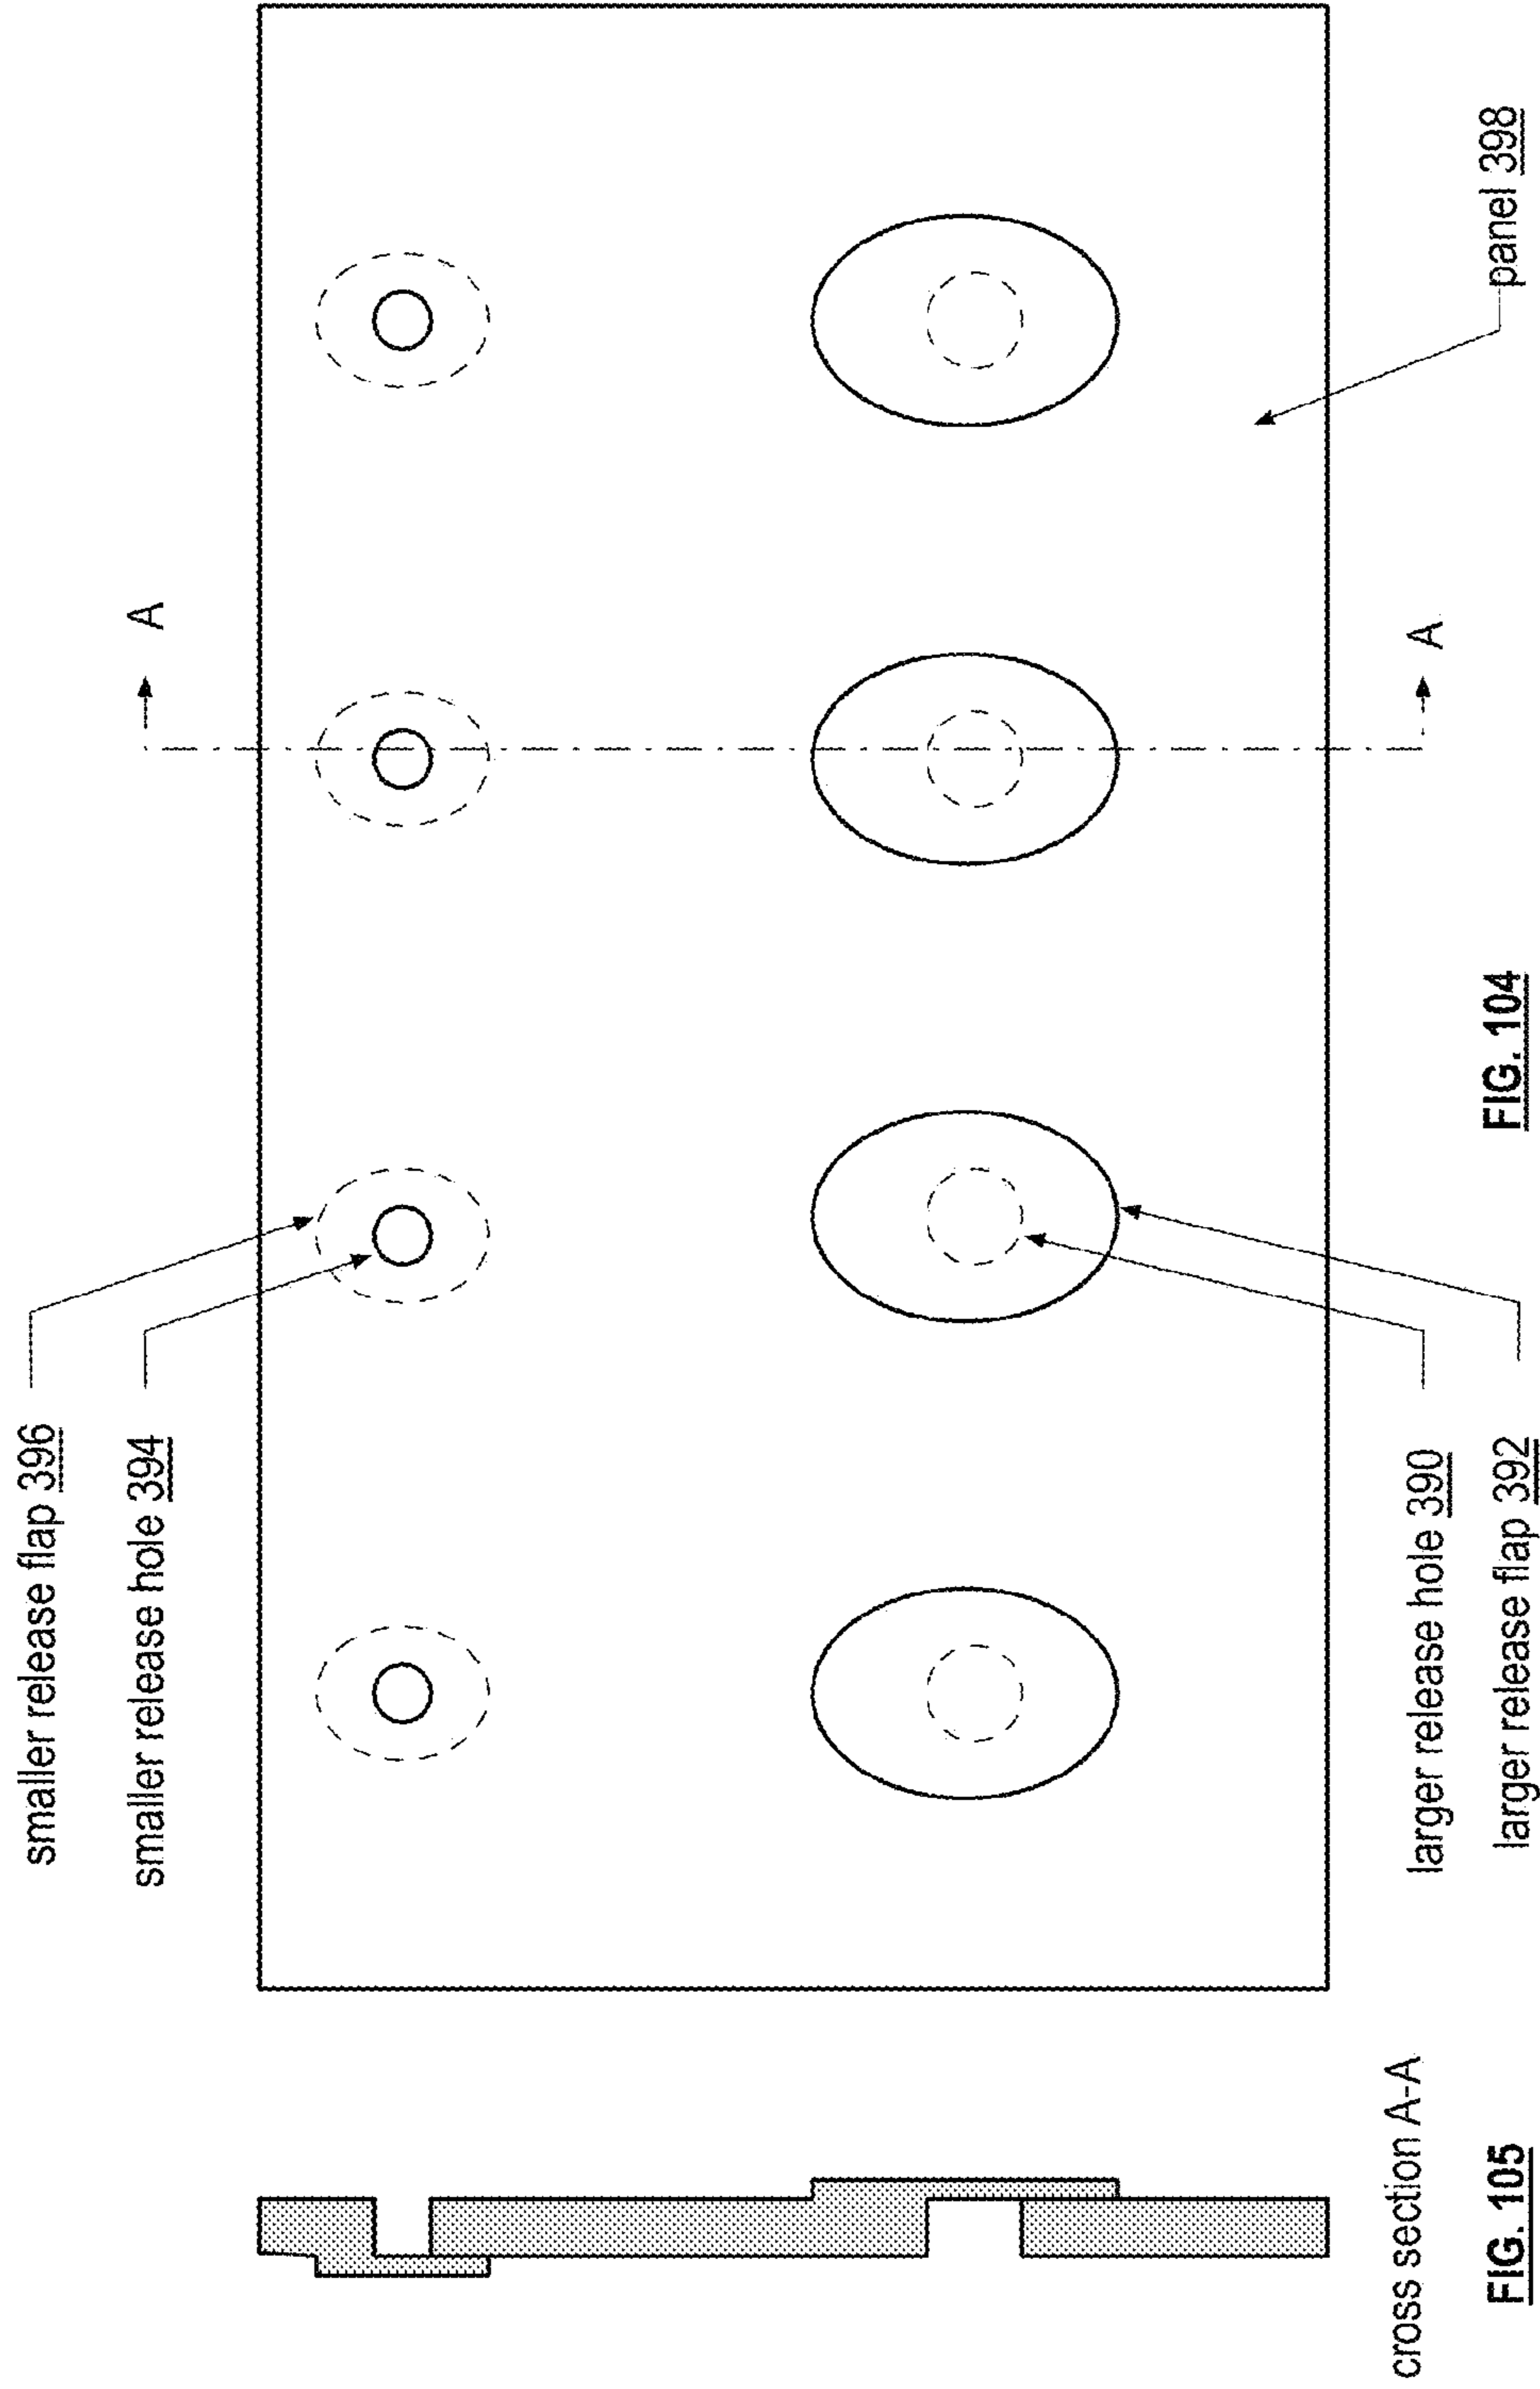 smaller release flap 396
smaller release hole 394
A
A
larger release hole 390
larger release flap 392
panel 398
FIG. 104
cross section A-A
FIG. 105